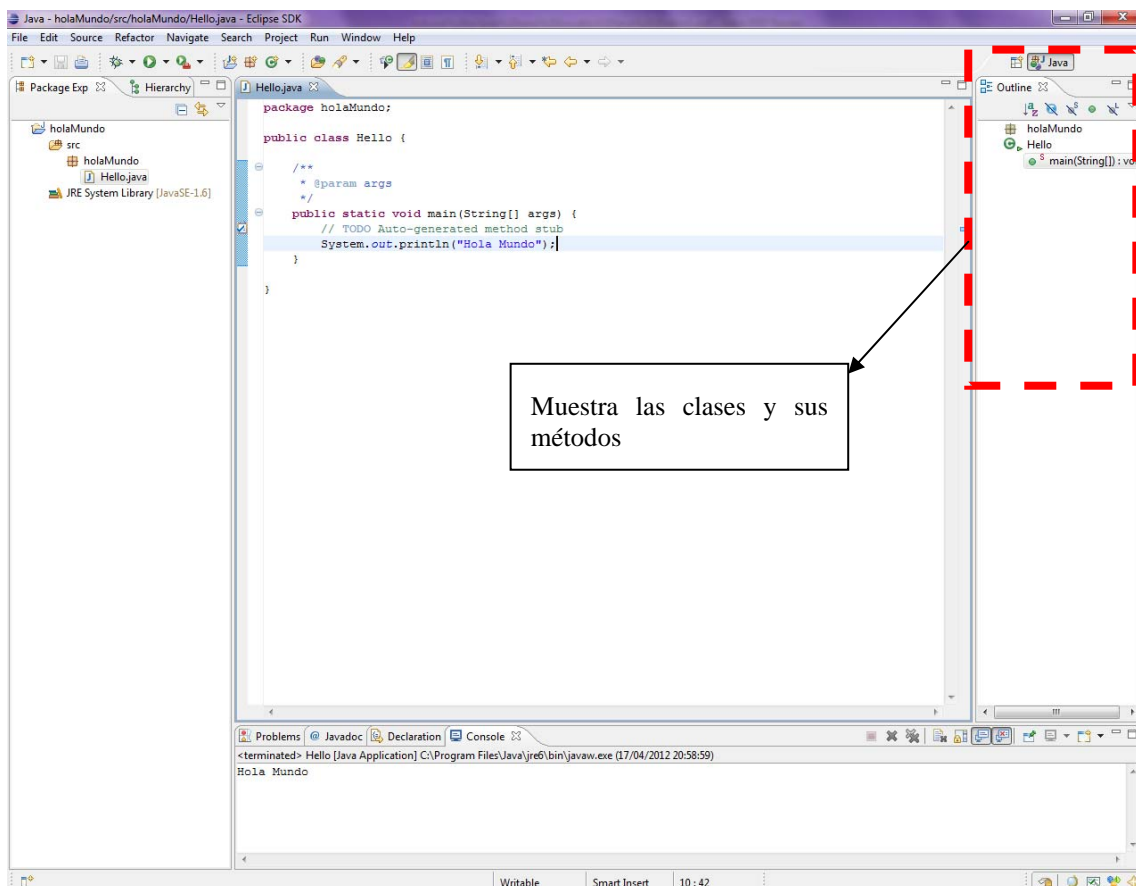 Java - holaMundo/src/holaMundo/Hello.java - Eclipse SDK
File Edit Source Refactor Navigate Search Project Run Window Help
Java
Package Exp Hierarchy
Hello.java
Outline
holaMundo
src
holaMundo
Hello.java
JRE System Library [JavaSE-1.6]
package holaMundo;
public class Hello {
/**
* @param args
*/
public static void main(String[] args) {
// TODO Auto-generated method stub
System.out.println("Hola Mundo");
}
}
holaMundo
Hello
main(String[]) : vo
Muestra las clases y sus
métodos
Problems Javadoc Declaration Console
<terminated> Hello [Java Application] C:\Program Files\Java\jre6\bin\javaw.exe (17/04/2012 20:58:59)
Hola Mundo
Writable Smart Insert 10 : 42